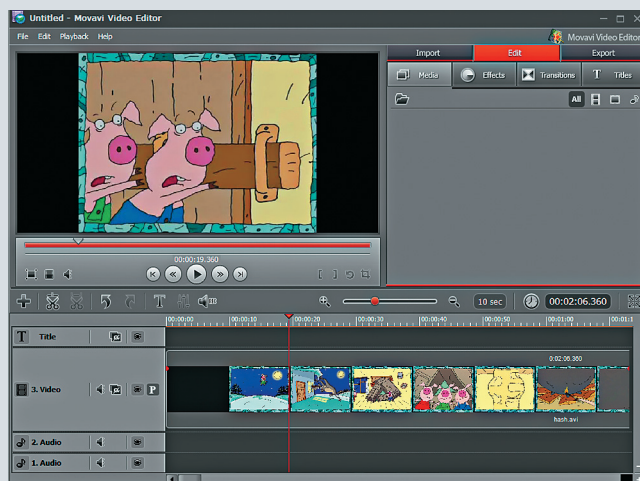 Untitled - Movavi Video Editor
File Edit Playback Help
Movavi Video Editor
Import Edit Export
Media Effects Transitions T Titles
All
00:00:19.360
T
10 sec 00:02:06.360
00:00:00 00:00:10 00:00:20 00:00:30 00:00:40 00:00:50 00:01:00 00:01:1
T Title
0:02:06.360
3. Video P
hash.avi
2. Audio
1. Audio